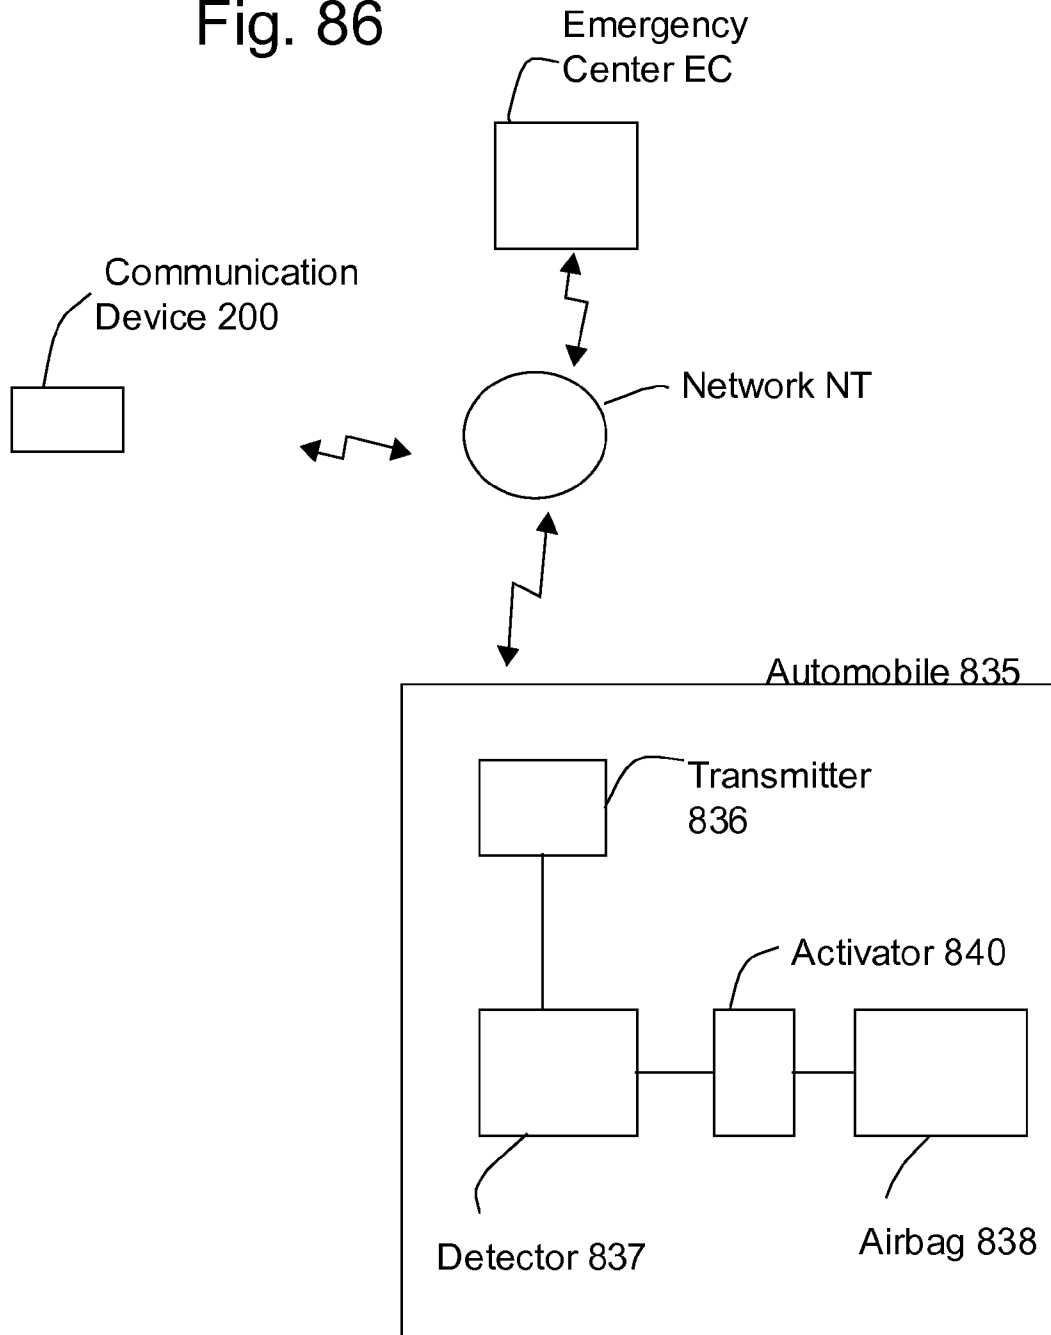 Fig. 86
Emergency
Center EC
Communication
Device 200
Network NT
Automobile 835
Transmitter
836
Activator 840
Detector 837
Airbag 838